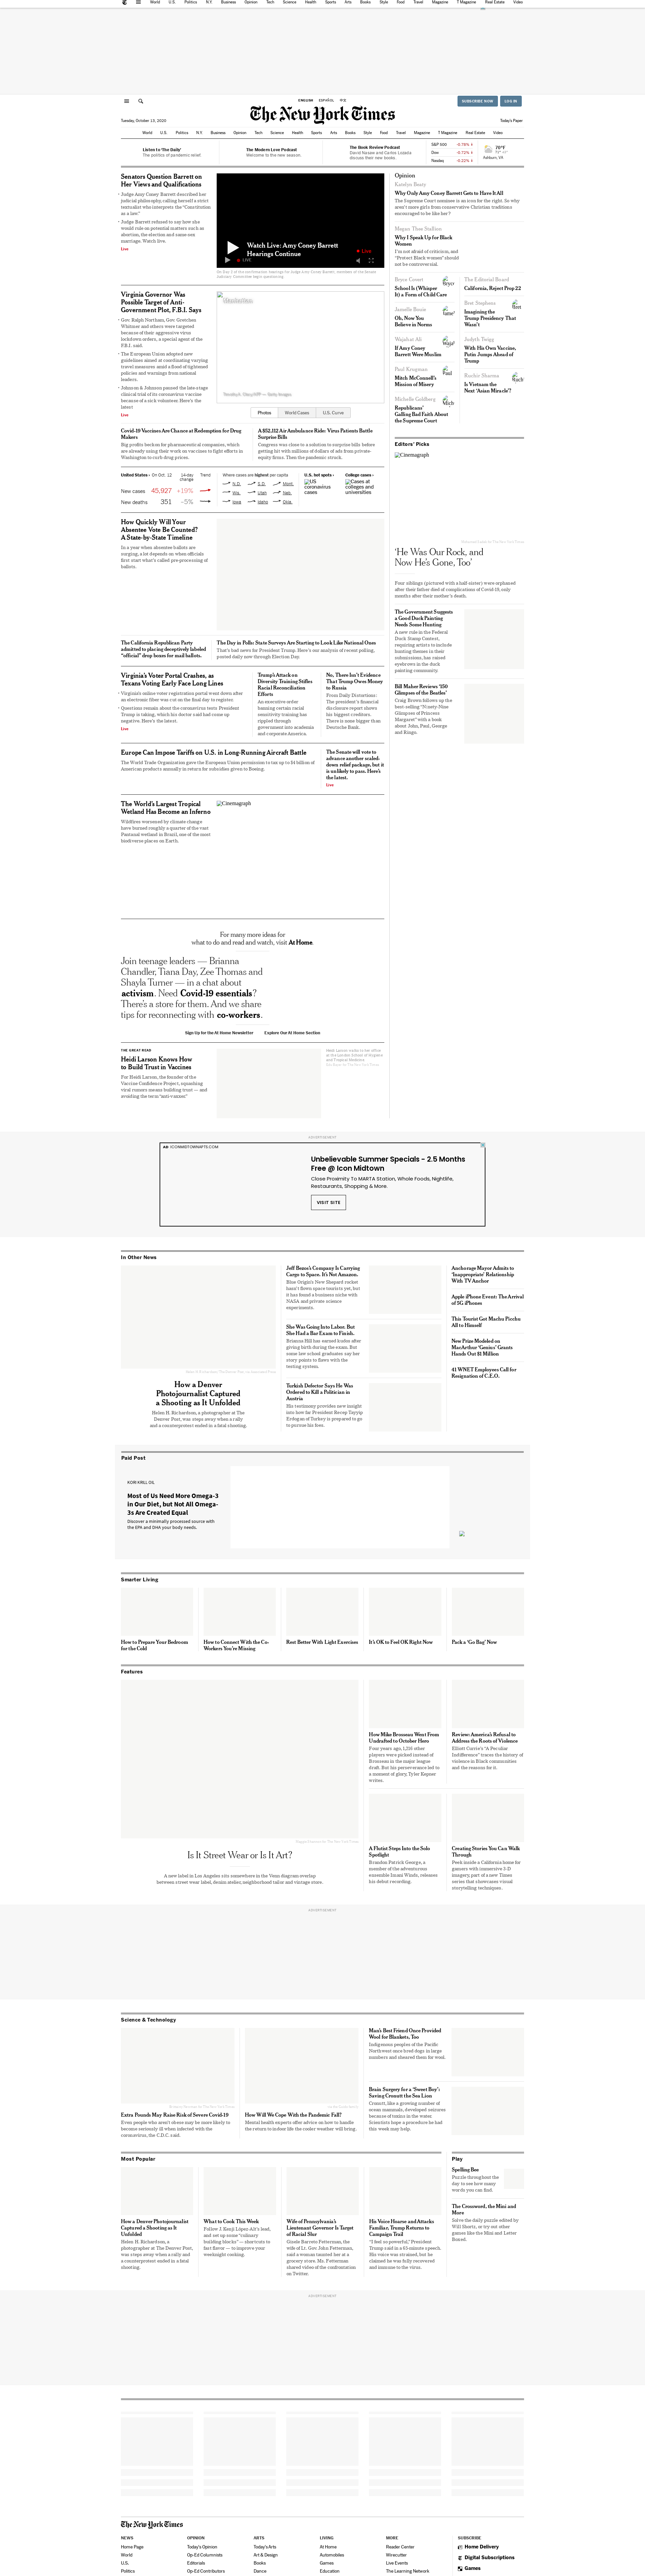 World U.S. Politics N.Y. Business Opinion Tech Science Health Sports Arts Books Style Food Travel Magazine T Magazine Real Estate Video
ENGLISH ESPAÑOL 中文
SUBSCRIBE NOW LOG IN
The New York Times
Tuesday, October 13, 2020
Today's Paper
World U.S. Politics N.Y. Business Opinion Tech Science Health Sports Arts Books Style Food Travel Magazine T Magazine Real Estate Video
Listen to 'The Daily'
The politics of pandemic relief.
The Modern Love Podcast
Welcome to the new season.
The Book Review Podcast
David Nasaw and Carlos Lozada discuss their new books.
S&P 500 -0.78%
Dow -0.72%
Nasdaq -0.22%
70°F
Ashburn, VA
Senators Question Barrett on Her Views and Qualifications
Judge Amy Coney Barrett described her judicial philosophy, calling herself a strict textualist who interprets the "Constitution as a law."
Judge Barrett refused to say how she would rule on potential matters such as abortion, the election and same-sex marriage. Watch live.
Live
Watch Live: Amy Coney Barrett Hearings Continue
Live
LIVE
Virginia Governor Was Possible Target of Anti-Government Plot, F.B.I. Says
Gov. Ralph Northam, Gov. Gretchen Whitmer and others were targeted because of their aggressive virus lockdown orders, a special agent of the F.B.I. said.
The European Union adopted new guidelines aimed at coordinating varying travel measures amid a flood of tightened policies and warnings from national leaders.
Johnson & Johnson paused the late-stage clinical trial of its coronavirus vaccine because of a sick volunteer. Here's the latest
Live
Photos World Cases U.S. Curve
Covid-19 Vaccines Are Chance at Redemption for Drug Makers
Big profits beckon for pharmaceutical companies, which are already using their work on vaccines to fight efforts in Washington to curb drug prices.
A $52,112 Air Ambulance Ride: Virus Patients Battle Surprise Bills
Congress was close to a solution to surprise bills before getting hit with millions of dollars of ads from private-equity firms. Then the pandemic struck.
United States › On Oct. 12 14-day change Trend
New cases 45,927 +19%
New deaths 351 –5%
Where cases are highest per capita
N.D. S.D. Mont.
Wis. Utah Neb.
Iowa Idaho Okla.
U.S. hot spots ›
US coronavirus cases
College cases ›
Cases at colleges and universities
How Quickly Will Your Absentee Vote Be Counted? A State-by-State Timeline
In a year when absentee ballots are surging, a lot depends on when officials first start what's called pre-processing of ballots.
The California Republican Party admitted to placing deceptively labeled "official" drop boxes for mail ballots.
The Day in Polls: State Surveys Are Starting to Look Like National Ones
That's bad news for President Trump. Here's our analysis of recent polling, updated daily now through Election Day.
Virginia's Voter Portal Crashes, as Texans Voting Early Face Long Lines
Virginia's online voter registration portal went down after an electronic fiber was cut on the final day to register.
Questions remain about the coronavirus tests President Trump is taking, which his doctor said had come up negative. Here's the latest.
Live
Trump's Attack on Diversity Training Stifles Racial Reconciliation Efforts
An executive order banning certain racial sensitivity training has rippled through government into academia and corporate America.
No, There Isn't Evidence That Trump Owes Money to Russia
From Daily Distortions: The president's financial disclosure report shows his biggest creditors. There is some bigger than Deutsche Bank.
Europe Can Impose Tariffs on U.S. in Long-Running Aircraft Battle
The World Trade Organization gave the European Union permission to tax up to $4 billion of American products annually in return for subsidies given to Boeing.
The Senate will vote to advance another scaled-down relief package, but it is unlikely to pass. Here's the latest.
Live
The World's Largest Tropical Wetland Has Become an Inferno
Wildfires worsened by climate change have burned roughly a quarter of the vast Pantanal wetland in Brazil, one of the most biodiverse places on Earth.
Cinemagraph
For many more ideas for what to do and read and watch, visit At Home.
Join teenage leaders — Brianna Chandler, Tiana Day, Zee Thomas and Shayla Turner — in a chat about activism. Need Covid-19 essentials? There's a store for them. And we share tips for reconnecting with co-workers.
Sign Up for the At Home Newsletter Explore Our At Home Section
THE GREAT READ
Heidi Larson Knows How to Build Trust in Vaccines
For Heidi Larson, the founder of the Vaccine Confidence Project, squashing viral rumors means building trust — and avoiding the term "anti-vaxxer."
Opinion
Katelyn Beaty
Why Only Amy Coney Barrett Gets to Have It All
The Supreme Court nominee is an icon for the right. So why aren't more girls from conservative Christian traditions encouraged to be like her?
Megan Thee Stallion
Why I Speak Up for Black Women
I'm not afraid of criticism, and "Protect Black women" should not be controversial.
Bryce Covert
School Is (Whisper It) a Form of Child Care
Jamelle Bouie
Oh, Now You Believe in Norms
Wajahat Ali
If Amy Coney Barrett Were Muslim
Paul Krugman
Mitch McConnell's Mission of Misery
Michelle Goldberg
Republicans' Galling Bad Faith About the Supreme Court
The Editorial Board
California, Reject Prop 22
Bret Stephens
Imagining the Trump Presidency That Wasn't
Judyth Twigg
With His Own Vaccine, Putin Jumps Ahead of Trump
Ruchir Sharma
Is Vietnam the Next 'Asian Miracle'?
Editors' Picks
Cinemagraph
'He Was Our Rock, and Now He's Gone, Too'
Four siblings (pictured with a half-sister) were orphaned after their father died of complications of Covid-19, only months after their mother's death.
The Government Suggests a Good Duck Painting Needs Some Hunting
A new rule in the Federal Duck Stamp Contest, requiring artists to include hunting themes in their submissions, has raised eyebrows in the duck painting community.
Bill Maher Reviews '150 Glimpses of the Beatles'
Craig Brown follows up the best-selling "Ninety-Nine Glimpses of Princess Margaret" with a book about John, Paul, George and Ringo.
ADVERTISEMENT
AD ICONMIDTOWNAPTS.COM
Unbelievable Summer Specials - 2.5 Months Free @ Icon Midtown
Close Proximity To MARTA Station, Whole Foods, Nightlife, Restaurants, Shopping & More.
VISIT SITE
In Other News
How a Denver Photojournalist Captured a Shooting as It Unfolded
Helen H. Richardson, a photographer at The Denver Post, was steps away when a rally and a counterprotest ended in a fatal shooting.
Jeff Bezos's Company Is Carrying Cargo to Space. It's Not Amazon.
Blue Origin's New Shepard rocket hasn't flown space tourists yet, but it has found a business niche with NASA and private science experiments.
She Was Going Into Labor. But She Had a Bar Exam to Finish.
Brianna Hill has earned kudos after giving birth during the exam. But some law school graduates say her story points to flaws with the testing system.
Turkish Defector Says He Was Ordered to Kill a Politician in Austria
His testimony provides new insight into how far President Recep Tayyip Erdogan of Turkey is prepared to go to pursue his foes.
Anchorage Mayor Admits to 'Inappropriate' Relationship With TV Anchor
Apple iPhone Event: The Arrival of 5G iPhones
This Tourist Got Machu Picchu All to Himself
New Prize Modeled on MacArthur 'Genius' Grants Hands Out $1 Million
41 WNET Employees Call for Resignation of C.E.O.
Paid Post
KORI KRILL OIL
Most of Us Need More Omega-3 in Our Diet, but Not All Omega-3s Are Created Equal
Discover a minimally processed source with the EPA and DHA your body needs.
Smarter Living
How to Prepare Your Bedroom for the Cold
How to Connect With the Co-Workers You're Missing
Rest Better With Light Exercises
It's OK to Feel OK Right Now
Pack a 'Go Bag' Now
Features
Is It Street Wear or Is It Art?
A new label in Los Angeles sits somewhere in the Venn diagram overlap between street wear label, denim atelier, neighborhood tailor and vintage store.
How Mike Brosseau Went From Undrafted to October Hero
Four years ago, 1,216 other players were picked instead of Brosseau in the major league draft. But his perseverance led to a moment of glory, Tyler Kepner writes.
Review: America's Refusal to Address the Roots of Violence
Elliott Currie's "A Peculiar Indifference" traces the history of violence in Black communities and the reasons for it.
A Flutist Steps Into the Solo Spotlight
Brandon Patrick George, a member of the adventurous ensemble Imani Winds, releases his debut recording.
Creating Stories You Can Walk Through
Peek inside a California home for agers with immersive 3-D imagery, part of a new Times series that showcases visual storytelling techniques.
ADVERTISEMENT
Science & Technology
Extra Pounds May Raise Risk of Severe Covid-19
Even people who aren't obese may be more likely to become seriously ill when infected with the coronavirus, the C.D.C. said.
How Will We Cope With the Pandemic Fall?
Mental health experts offer advice on how to handle the return to indoor life the cooler weather will bring.
Man's Best Friend Once Provided Wool for Blankets, Too
Indigenous peoples of the Pacific Northwest once bred dogs in large numbers and sheared them for wool.
Brain Surgery for a 'Sweet Boy': Saving Cronutt the Sea Lion
Cronutt, like a growing number of ocean mammals, developed seizures because of toxins in the water. Scientists hope a procedure he had this week may help.
Most Popular
How a Denver Photojournalist Captured a Shooting as It Unfolded
Helen H. Richardson, a photographer at The Denver Post, was steps away when a rally and a counterprotest ended in a fatal shooting.
What to Cook This Week
Follow J. Kenji López-Alt's lead, and set up some "culinary building blocks" — shortcuts to fast flavor — to improve your weeknight cooking.
Wife of Pennsylvania's Lieutenant Governor Is Target of Racial Slur
Gisele Barreto Fetterman, the wife of Lt. Gov. John Fetterman, said a woman taunted her at a grocery store. Ms. Fetterman shared video of the confrontation on Twitter.
His Voice Hoarse and Attacks Familiar, Trump Returns to Campaign Trail
"I feel so powerful," President Trump said in a 65-minute speech. His voice was strained, but he claimed he was fully recovered and immune to the virus.
Play
Spelling Bee
Puzzle throughout the day to see how many words you can find.
The Crossword, the Mini and More
Solve the daily puzzle edited by Will Shortz, or try out other games like the Mini and Letter Boxed.
ADVERTISEMENT
The New York Times
NEWS
Home Page
World
U.S.
Politics
OPINION
Today's Opinion
Op-Ed Columnists
Editorials
Op-Ed Contributors
ARTS
Today's Arts
Art & Design
Books
Dance
LIVING
At Home
Automobiles
Games
Education
MORE
Reader Center
Wirecutter
Live Events
The Learning Network
SUBSCRIBE
Home Delivery
Digital Subscriptions
Games